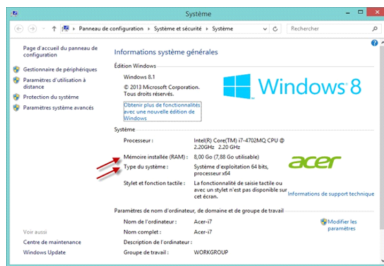 Système
Panneau de configuration
Système et sécurité
Système
Rechercher
Page d'accueil du panneau de
configuration
Gestionnaire de périphériques
Paramètres d'utilisation à
distance
Protection du système
Paramètres système avancés
Informations système générales
Édition Windows
Windows 8.1
© 2013 Microsoft Corporation.
Tous droits réservés.
Obtenir plus de fonctionnalités
avec une nouvelle édition de
Windows
Windows 8
Système
Processeur : Intel(R) Core(TM) i7-4702MQ CPU @
2.20GHz 2.20 GHz
Mémoire installée (RAM) : 8,00 Go (7,88 Go utilisable)
Type du système : Système d'exploitation 64 bits,
processeur x64
Stylet et fonction tactile : La fonctionnalité de saisie tactile ou
avec un stylet n'est pas disponible sur
cet écran.
acer
Informations de support technique
Paramètres de nom d'ordinateur, de domaine et de groupe de travail
Nom de l'ordinateur : Acer-i7
Modifier les
paramètres
Nom complet : Acer-i7
Description de l'ordinateur :
Groupe de travail : WORKGROUP
Voir aussi
Centre de maintenance
Windows Update